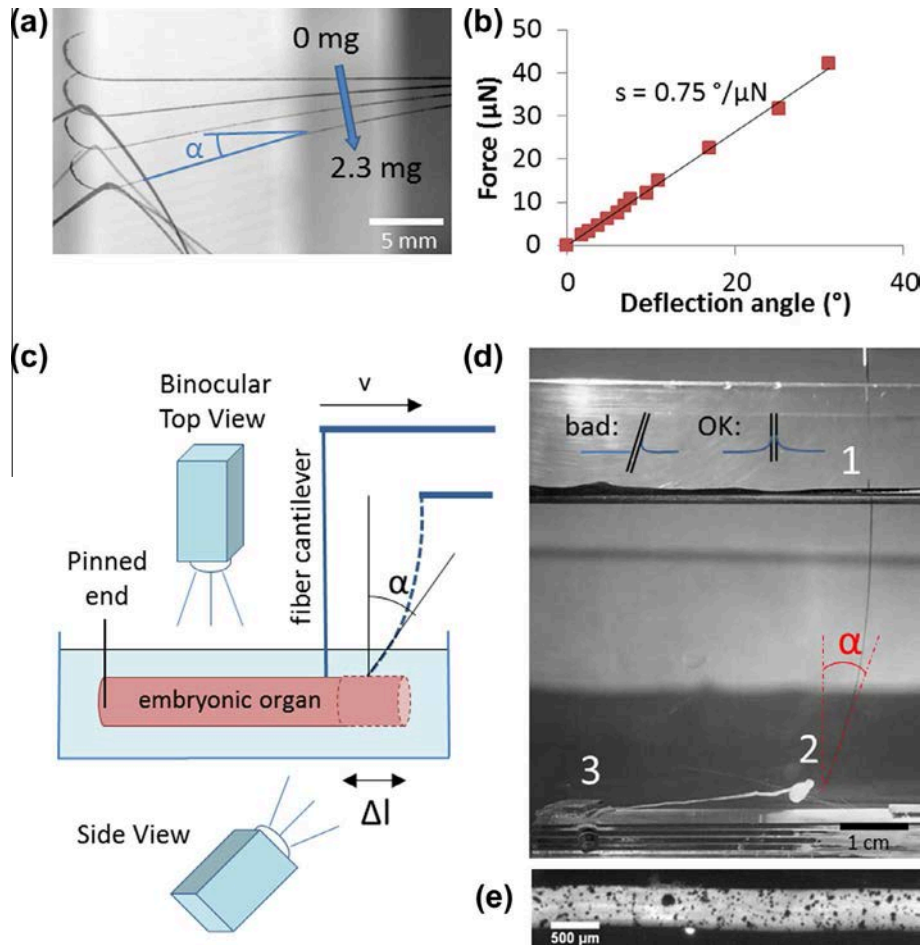 (a)
0 mg
α
2.3 mg
5 mm
(b)
50
40
30
20
10
0
Force (µN)
s = 0.75 °/µN
0
20
40
Deflection angle (°)
(c)
Binocular
Top View
v
fiber cantilever
α
Pinned
end
embryonic organ
Δl
Side View
(d)
bad:
OK:
1
α
2
3
1 cm
(e)
500 µm